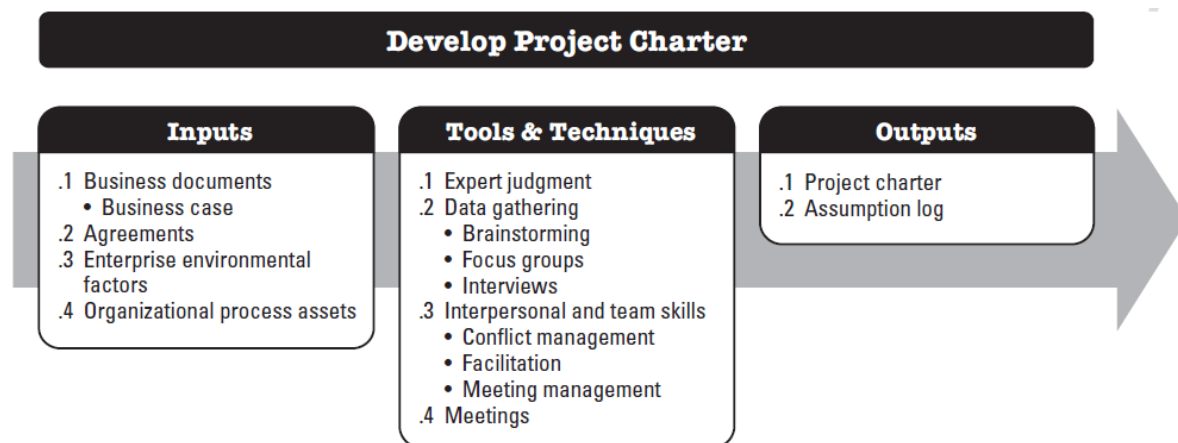 Develop Project Charter
Inputs
.1 Business documents
• Business case
.2 Agreements
.3 Enterprise environmental
factors
.4 Organizational process assets
Tools & Techniques
.1 Expert judgment
.2 Data gathering
• Brainstorming
• Focus groups
• Interviews
.3 Interpersonal and team skills
• Conflict management
• Facilitation
• Meeting management
.4 Meetings
Outputs
.1 Project charter
.2 Assumption log